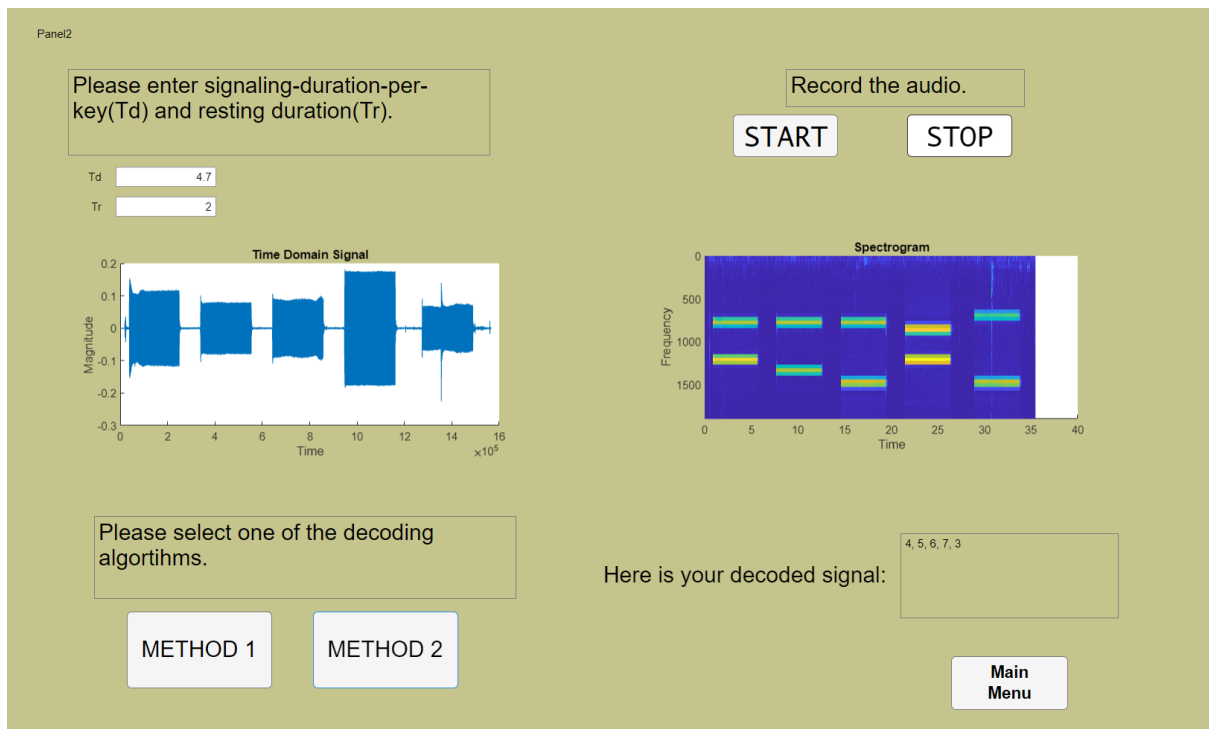 Panel2
Please enter signaling-duration-per-
key(Td) and resting duration(Tr).
Td
4.7
Tr
2
Record the audio.
START
STOP
Time Domain Signal
0.2
0.1
0
-0.1
-0.2
-0.3
Magnitude
0 2 4 6 8 10 12 14 16
Time
×10⁵
Spectrogram
0
500
1000
1500
Frequency
0 5 10 15 20 25 30 35 40
Time
Please select one of the decoding
algortihms.
METHOD 1
METHOD 2
Here is your decoded signal:
4, 5, 6, 7, 3
Main
Menu